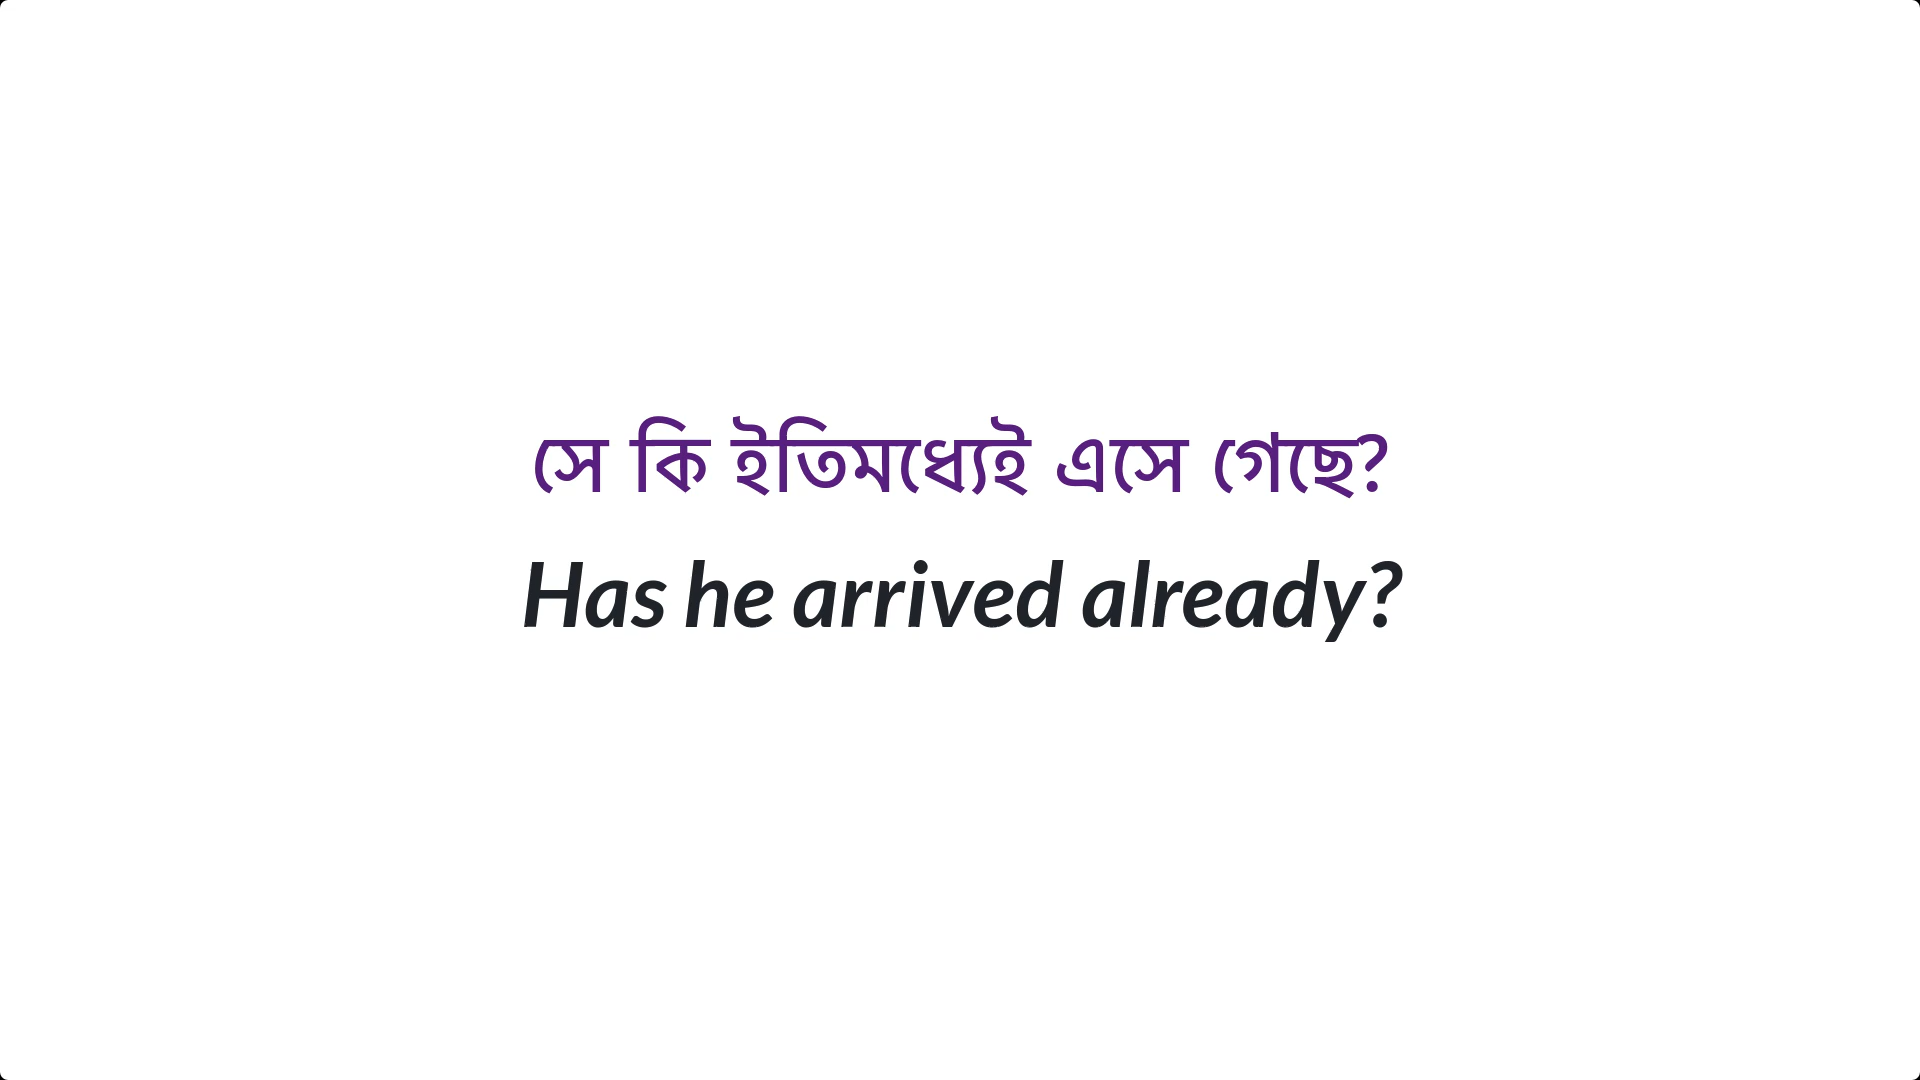 সে কি ইতিমধ্যেই এসে গেছে?
Has he arrived already?